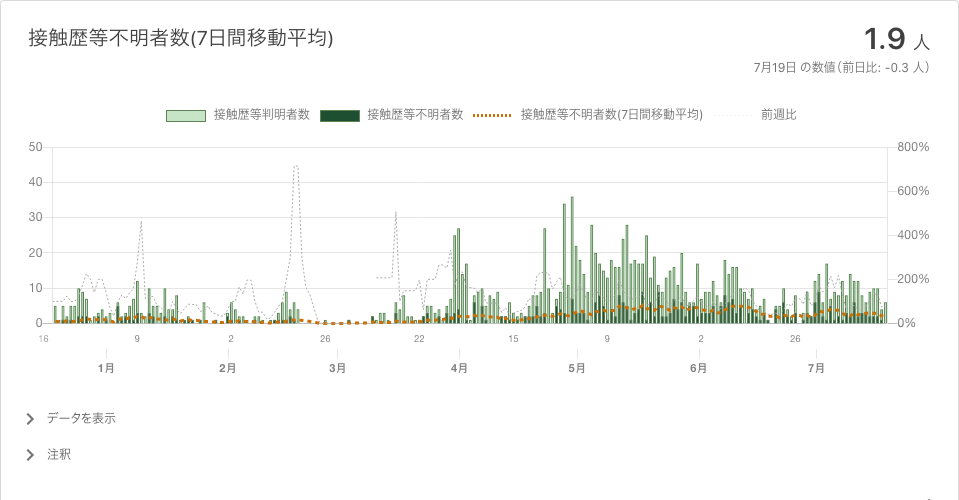 接触歴等不明者数(7日間移動平均)
1.9 人
7月19日 の数値（前日比: -0.3 人）
接触歴等判明者数 接触歴等不明者数 接触歴等不明者数(7日間移動平均) 前週比
50 800%
40 600%
30 400%
20 200%
10 0%
0
16 9 2 26 22 15 9 2 26
1月 2月 3月 4月 5月 6月 7月
データを表示
注釈